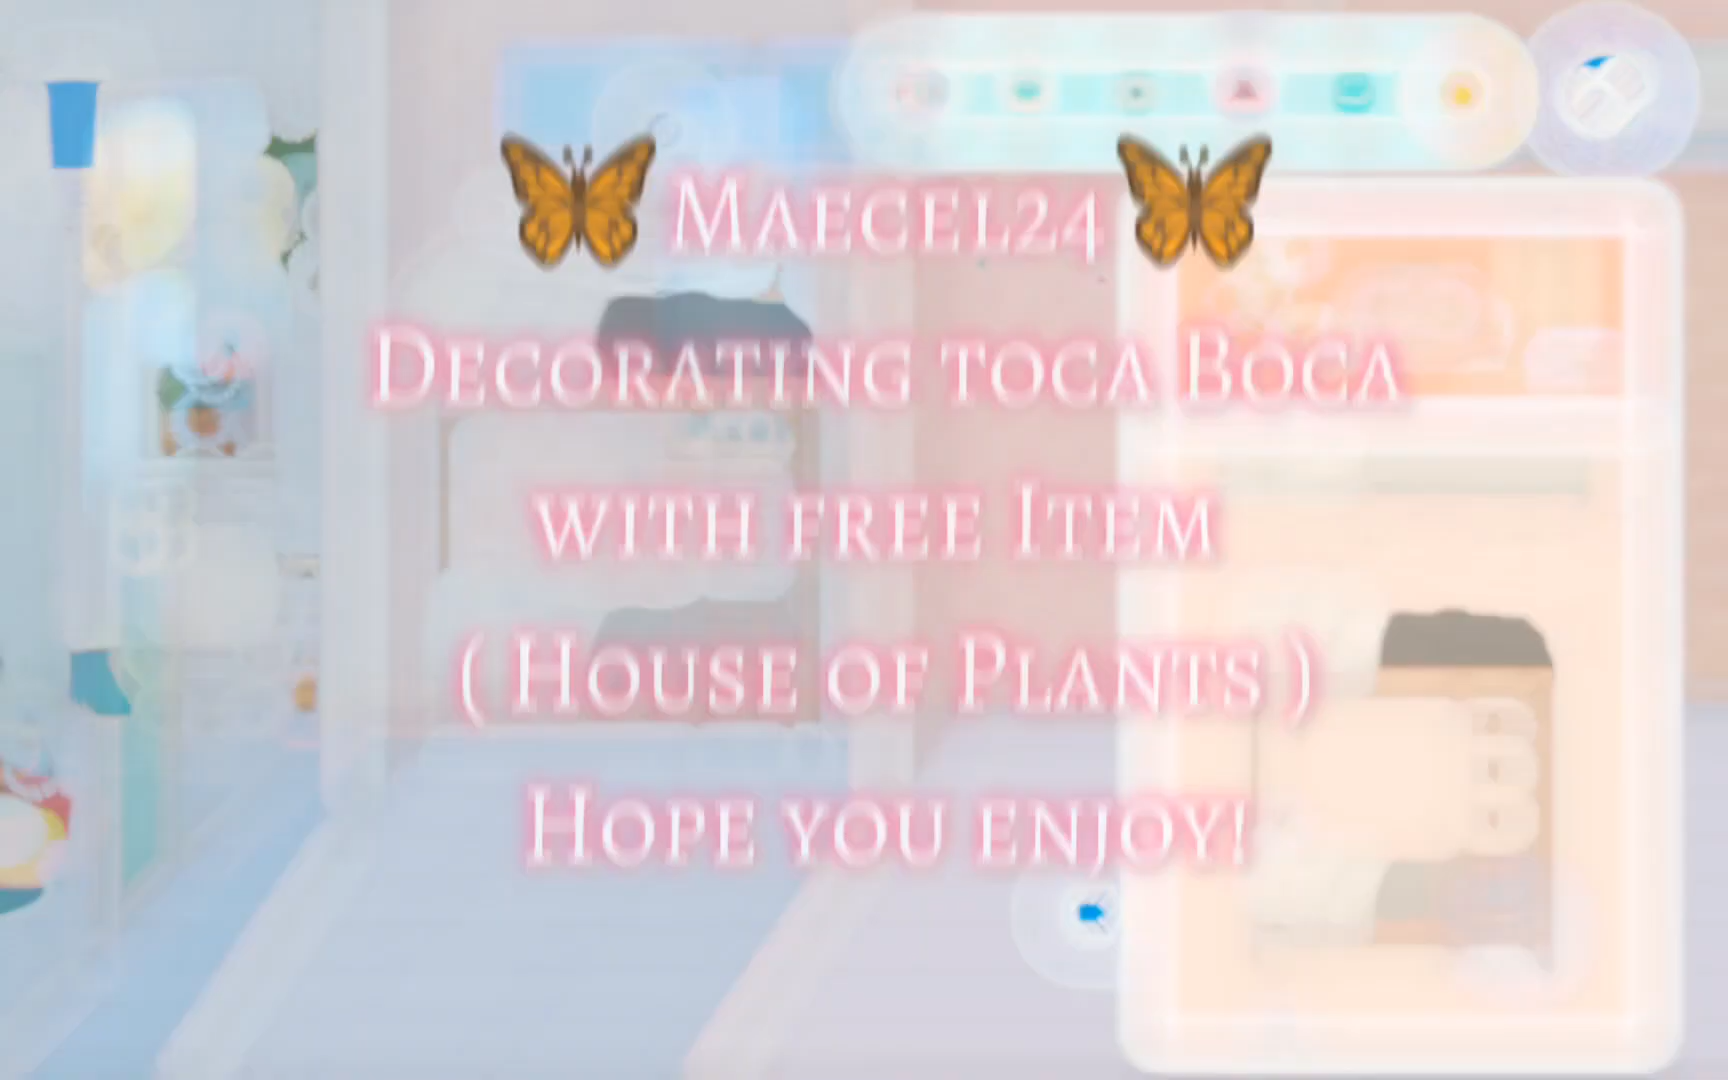 🦋 Maecel24 🦋
Decorating toca Boca
with free Item
( House of Plants )
Hope you enjoy!